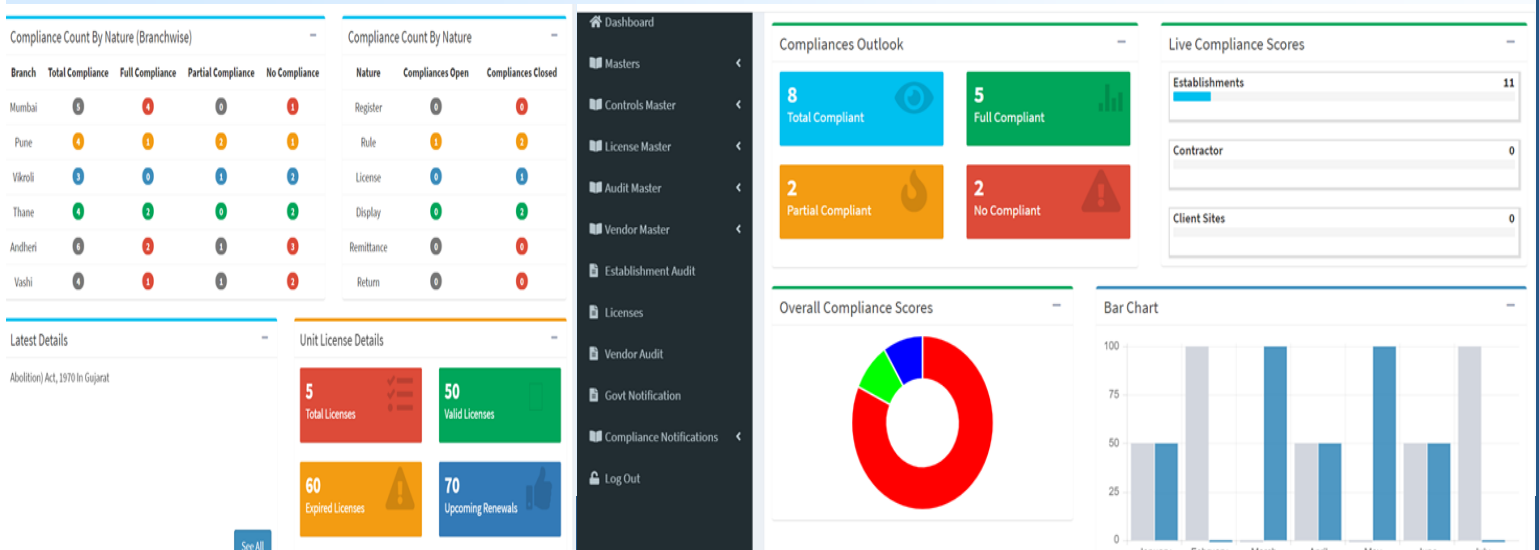 Compliance Count By Nature (Branchwise)
Branch Total Compliance Full Compliance Partial Compliance No Compliance
Mumbai 5 4 0 1
Pune 4 1 2 1
Vikroli 3 0 1 2
Thane 4 2 0 2
Andheri 6 2 1 3
Vashi 4 1 1 2
Compliance Count By Nature
Nature Compliances Open Compliances Closed
Register 0 0
Rule 1 2
License 0 1
Display 0 2
Remittance 0 0
Return 0 0
Latest Details
Abolition) Act, 1970 In Gujarat
See All
Unit License Details
5
Total Licenses
50
Valid Licenses
60
Expired Licenses
70
Upcoming Renewals
Dashboard
Masters
Controls Master
License Master
Audit Master
Vendor Master
Establishment Audit
Licenses
Vendor Audit
Govt Notification
Compliance Notifications
Log Out
Compliances Outlook
8
Total Compliant
5
Full Compliant
2
Partial Compliant
2
No Compliant
Live Compliance Scores
Establishments 11
Contractor 0
Client Sites 0
Overall Compliance Scores
Bar Chart
100
75
50
25
0